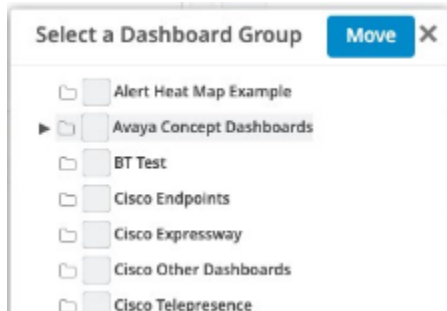 Select a Dashboard Group Move
Alert Heat Map Example
Avaya Concept Dashboards
BT Test
Cisco Endpoints
Cisco Expressway
Cisco Other Dashboards
Cisco Telepresence